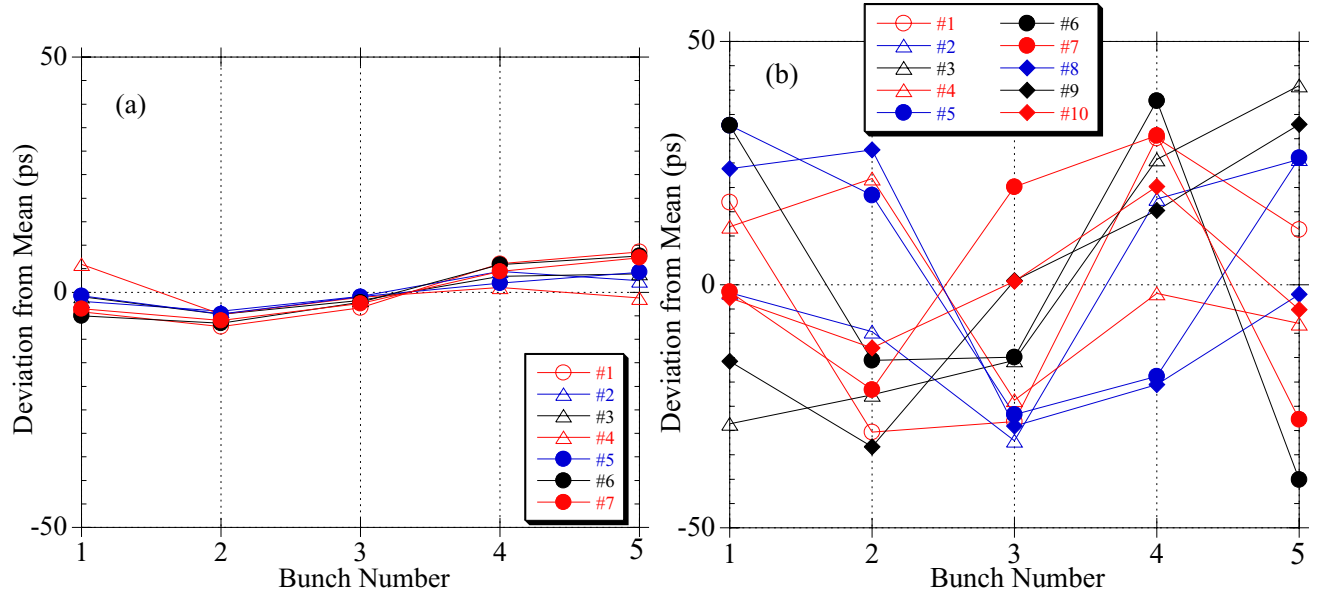 50
(a)
0
-50
1 2 3 4 5
Bunch Number
Deviation from Mean (ps)
#1
#2
#3
#4
#5
#6
#7
50
(b)
0
-50
1 2 3 4 5
Bunch Number
Deviation from Mean (ps)
#1 #6
#2 #7
#3 #8
#4 #9
#5 #10